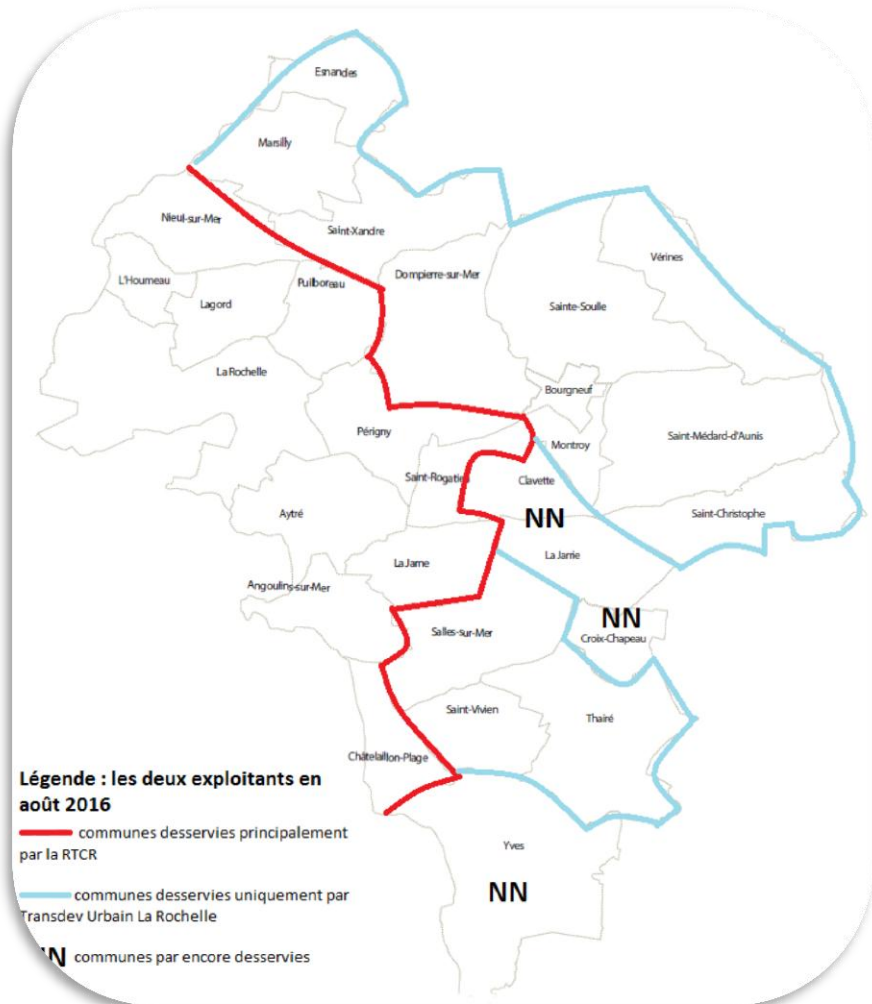 Esnandes
Marsilly
Nieul-sur-Mer
Saint-Xandre
L'Houmeau
Lagord
Puilboreau
Dompierre-sur-Mer
Vérines
Sainte-Soulle
La Rochelle
Bourgneuf
Périgny
Montroy
Saint-Médard-d'Aunis
Saint-Rogatien
Clavette
Aytré
NN
Saint-Christophe
La Jarne
La Jarrie
Angoulins-sur-Mer
NN
Croix-Chapeau
Salles-sur-Mer
Saint-Vivien
Thairé
Châtelaillon-Plage
Yves
NN
Légende : les deux exploitants en
août 2016
communes desservies principalement
par la RTCR
communes desservies uniquement par
Transdev Urbain La Rochelle
NN communes par encore desservies